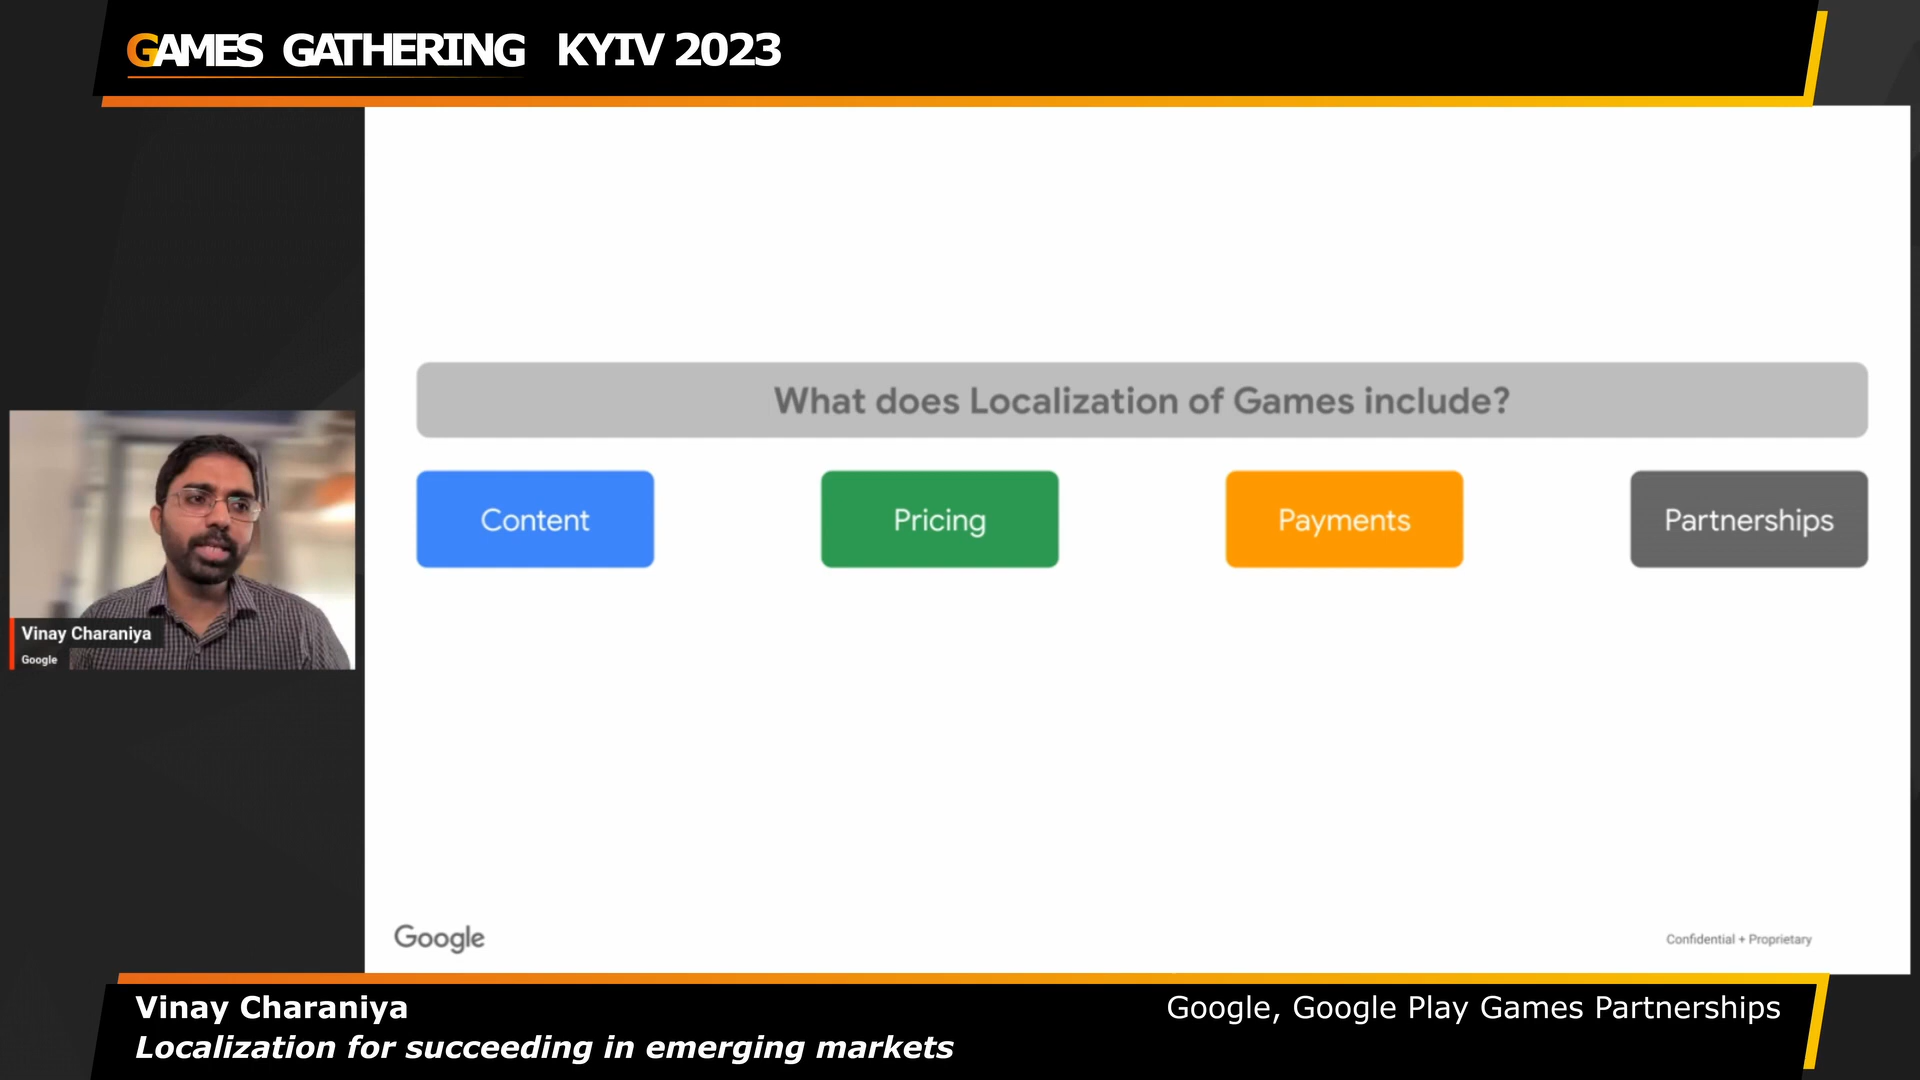 GAMES GATHERING KYIV 2023
What does Localization of Games include?
Content
Pricing
Payments
Partnerships
Vinay Charaniya
Google
Google
Confidential + Proprietary
Vinay Charaniya
Google, Google Play Games Partnerships
Localization for succeeding in emerging markets